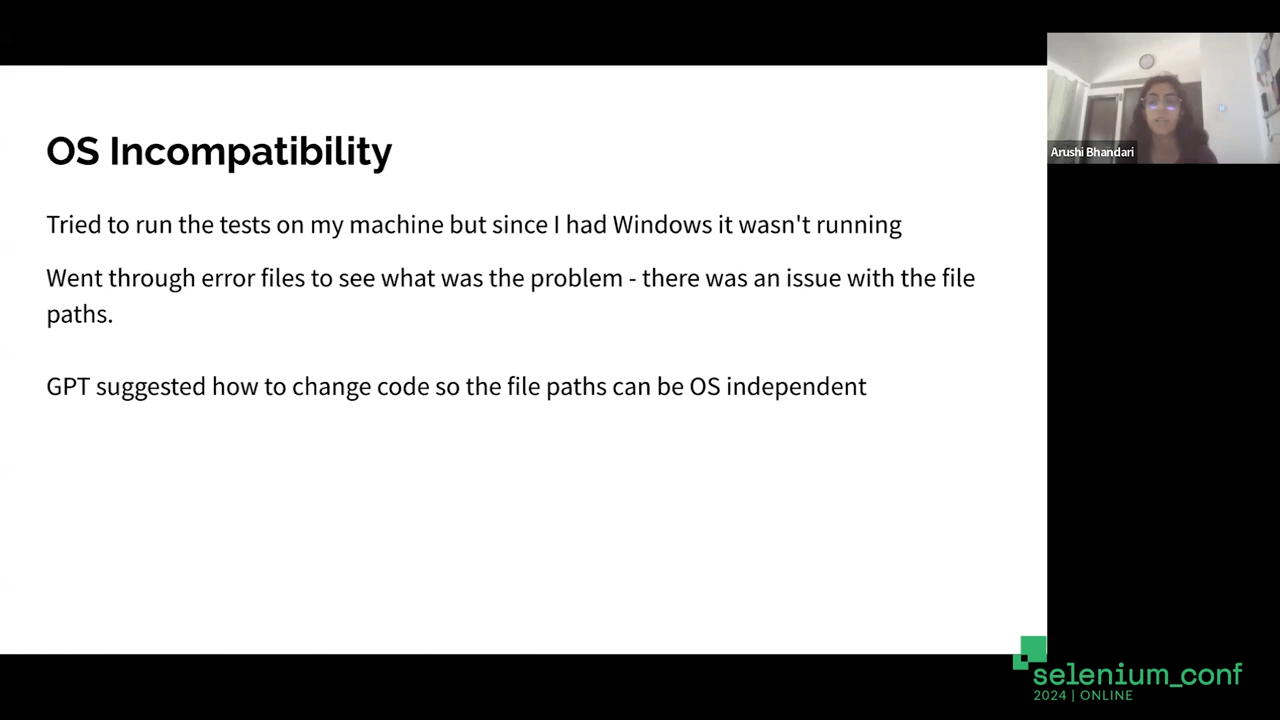 OS Incompatibility
Tried to run the tests on my machine but since I had Windows it wasn't running
Went through error files to see what was the problem - there was an issue with the file
paths.
GPT suggested how to change code so the file paths can be OS independent
Arushi Bhandari
selenium_conf
2024 | ONLINE